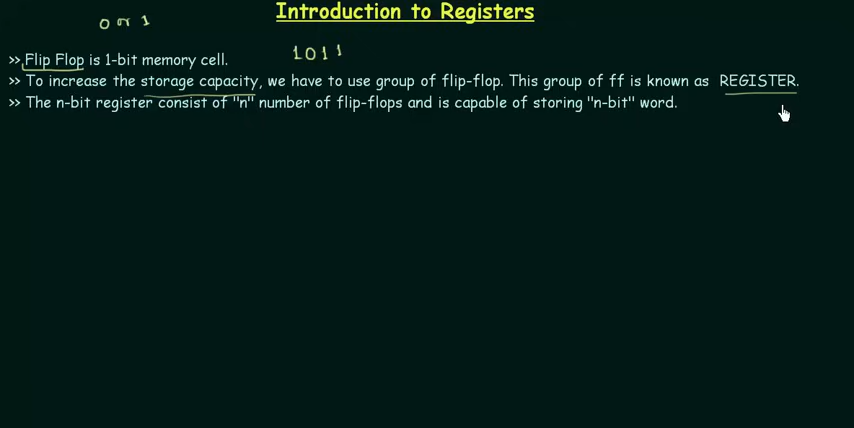 Introduction to Registers
0 or 1
>> Flip Flop is 1-bit memory cell.
1011
>> To increase the storage capacity, we have to use group of flip-flop. This group of ff is known as REGISTER.
>> The n-bit register consist of "n" number of flip-flops and is capable of storing "n-bit" word.